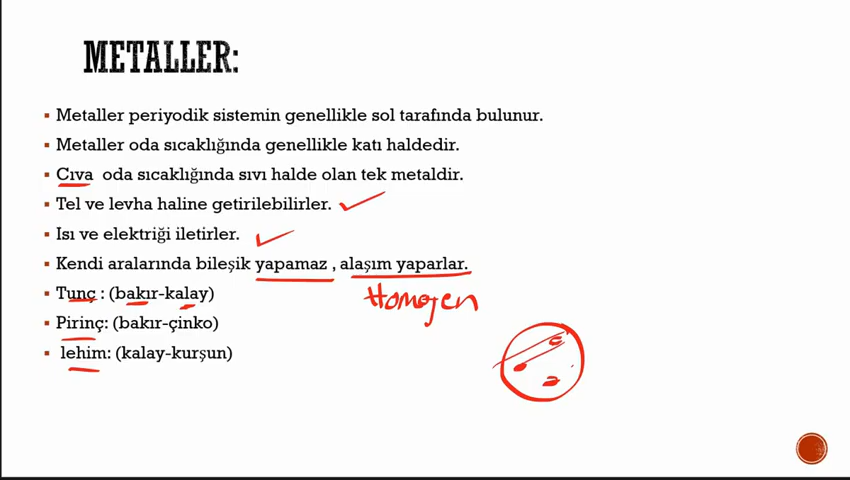 METALLER:
Metaller periyodik sistemin genellikle sol tarafında bulunur.
Metaller oda sıcaklığında genellikle katı haldedir.
Cıva oda sıcaklığında sıvı halde olan tek metaldir.
Tel ve levha haline getirilebilirler.
Isı ve elektriği iletirler.
Kendi aralarında bileşik yapamaz , alaşım yaparlar.
Tunç : (bakır-kalay)
Homojen
Pirinç: (bakır-çinko)
lehim: (kalay-kurşun)